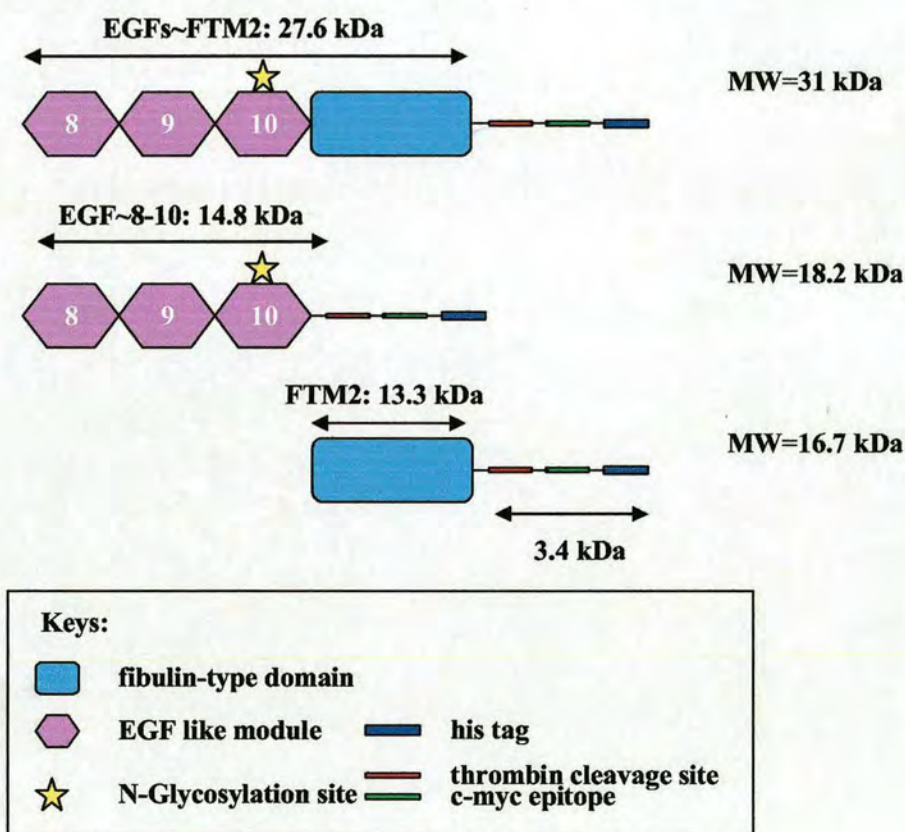 EGFs~FTM2: 27.6 kDa
MW=31 kDa
8 9 10
EGF~8-10: 14.8 kDa
MW=18.2 kDa
8 9 10
FTM2: 13.3 kDa
MW=16.7 kDa
3.4 kDa
Keys:
fibulin-type domain
EGF like module
his tag
N-Glycosylation site
thrombin cleavage site
c-myc epitope